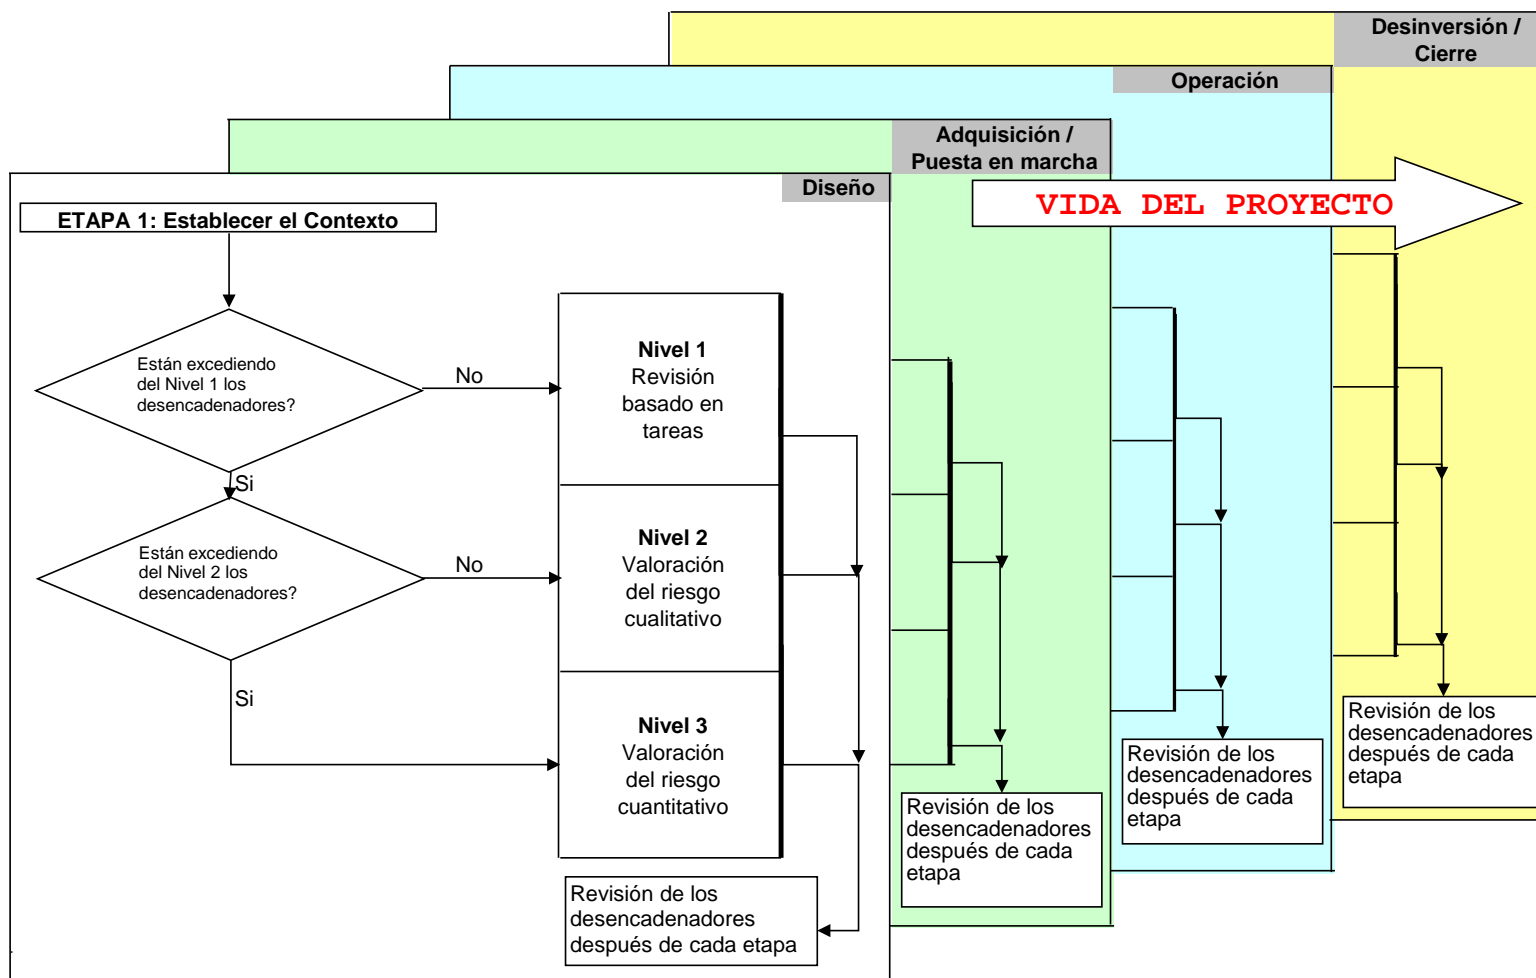 Desinversión /
Cierre
Operación
Adquisición /
Puesta en marcha
Diseño
VIDA DEL PROYECTO
ETAPA 1: Establecer el Contexto
Están excediendo
del Nivel 1 los
desencadenadores?
No
Si
Nivel 1
Revisión
basado en
tareas
Están excediendo
del Nivel 2 los
desencadenadores?
No
Si
Nivel 2
Valoración
del riesgo
cualitativo
Nivel 3
Valoración
del riesgo
cuantitativo
Revisión de los
desencadenadores
después de cada etapa
Revisión de los
desencadenadores
después de cada
etapa
Revisión de los
desencadenadores
después de cada
etapa
Revisión de los
desencadenadores
después de cada
etapa